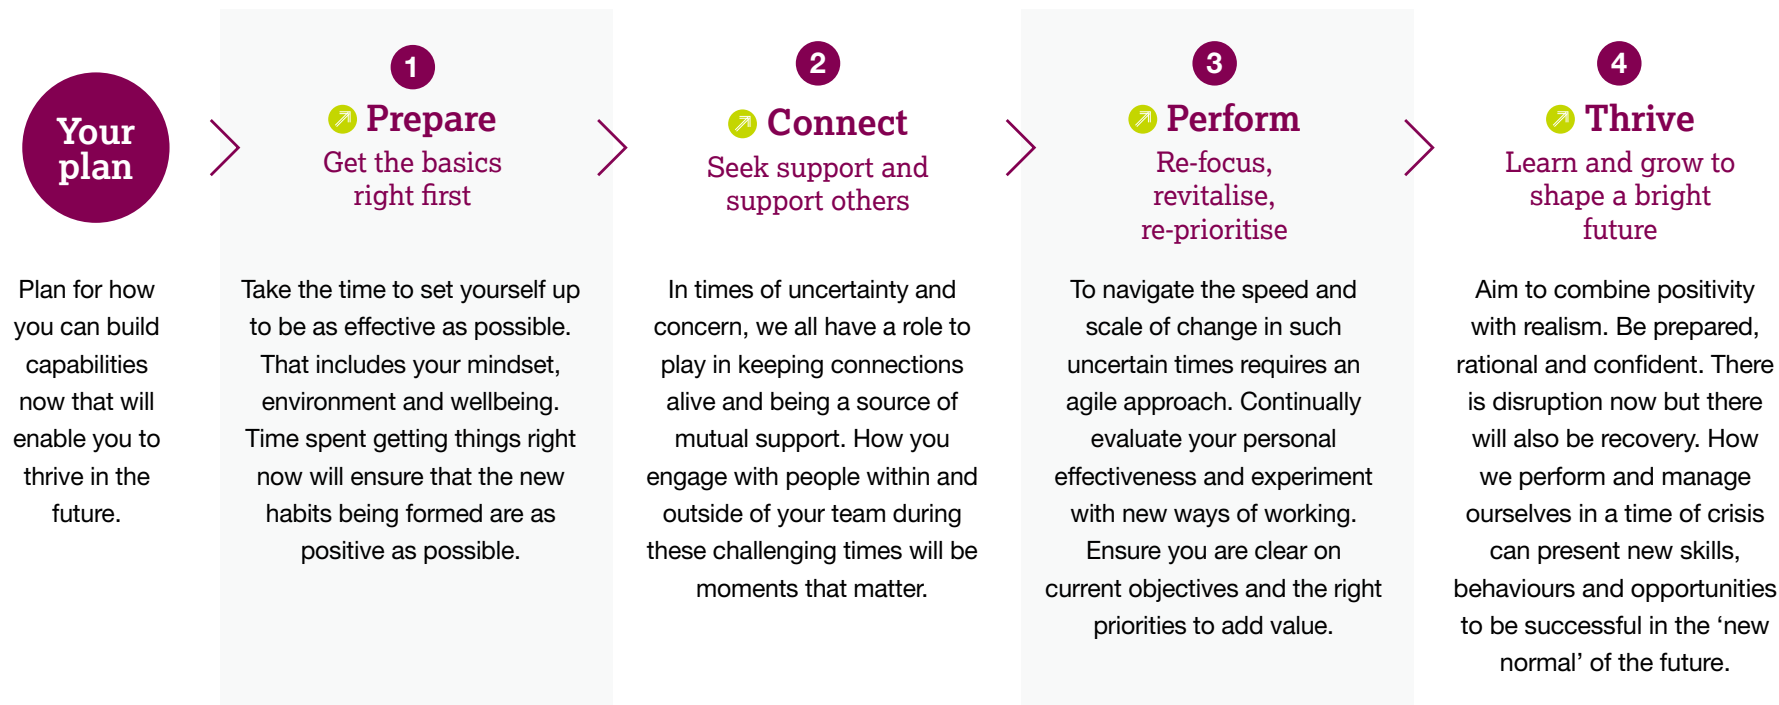 Your
plan
Plan for how
you can build
capabilities
now that will
enable you to
thrive in the
future.
1
Prepare
Get the basics
right first
Take the time to set yourself up
to be as effective as possible.
That includes your mindset,
environment and wellbeing.
Time spent getting things right
now will ensure that the new
habits being formed are as
positive as possible.
2
Connect
Seek support and
support others
In times of uncertainty and
concern, we all have a role to
play in keeping connections
alive and being a source of
mutual support. How you
engage with people within and
outside of your team during
these challenging times will be
moments that matter.
3
Perform
Re-focus,
revitalise,
re-prioritise
To navigate the speed and
scale of change in such
uncertain times requires an
agile approach. Continually
evaluate your personal
effectiveness and experiment
with new ways of working.
Ensure you are clear on
current objectives and the right
priorities to add value.
4
Thrive
Learn and grow to
shape a bright
future
Aim to combine positivity
with realism. Be prepared,
rational and confident. There
is disruption now but there
will also be recovery. How
we perform and manage
ourselves in a time of crisis
can present new skills,
behaviours and opportunities
to be successful in the ‘new
normal’ of the future.